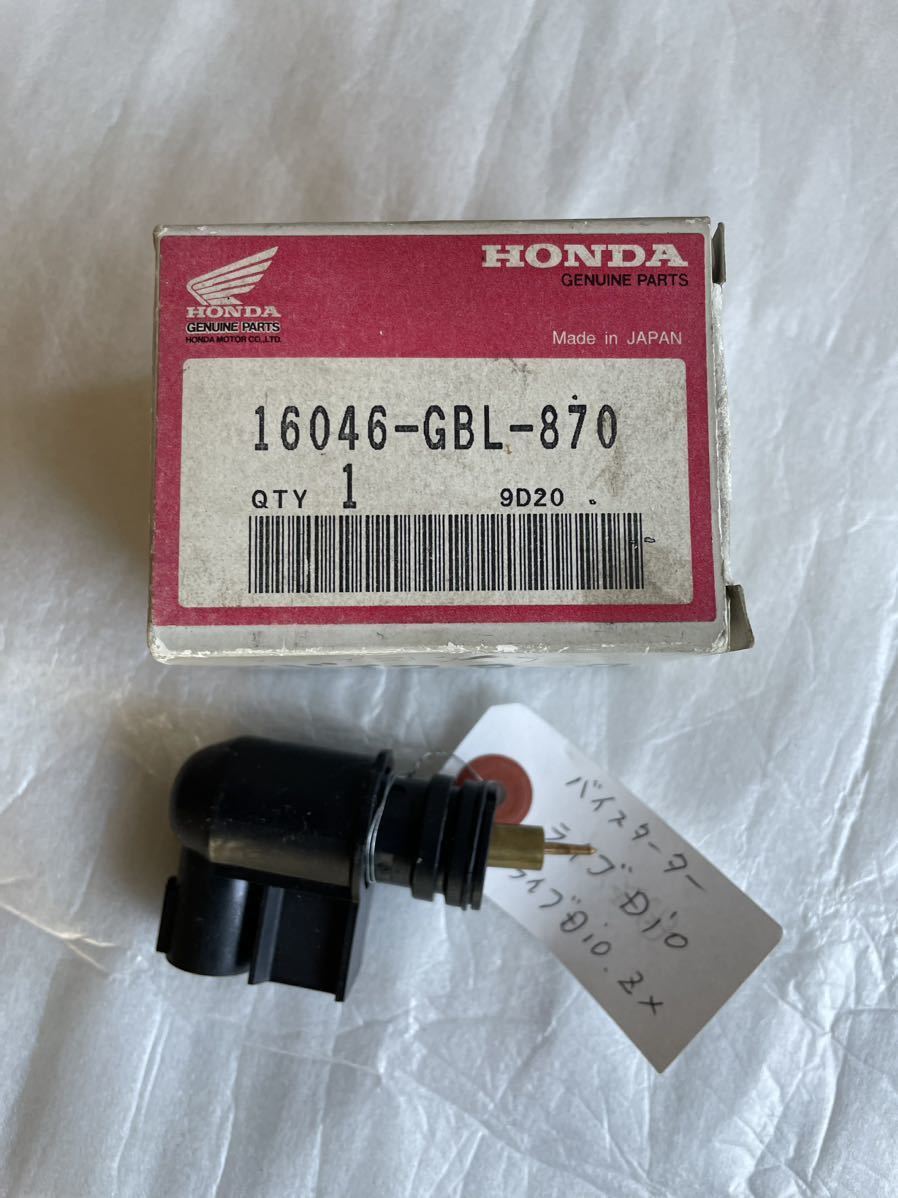 HONDA
GENUINE PARTS
HONDA
GENUINE PARTS
HONDA MOTOR CO.,LTD.
Made in JAPAN
16046-GBL-870
QTY 1 9D20
バイスターター
ライブDio
ライブDio.Zx